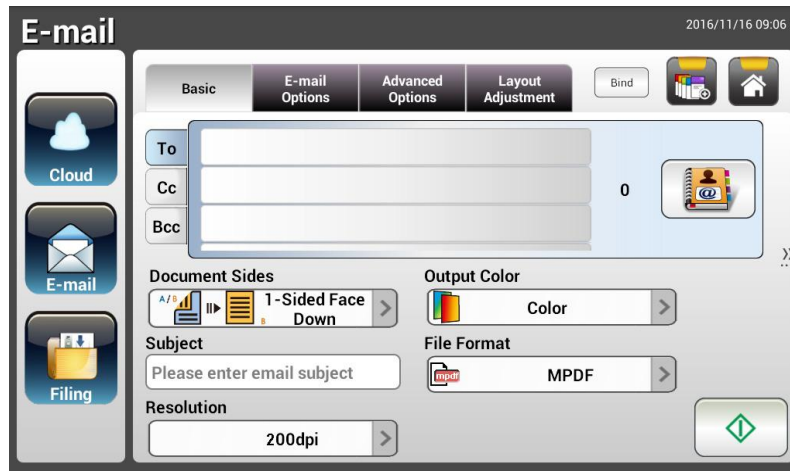 E-mail
2016/11/16 09:06
Basic
E-mail
Options
Advanced
Options
Layout
Adjustment
Bind
Cloud
E-mail
Filing
To
Cc
Bcc
0
@
Document Sides
A/B
1-Sided Face
Down
B
Output Color
Color
Subject
Please enter email subject
File Format
mpdf
MPDF
Resolution
200dpi